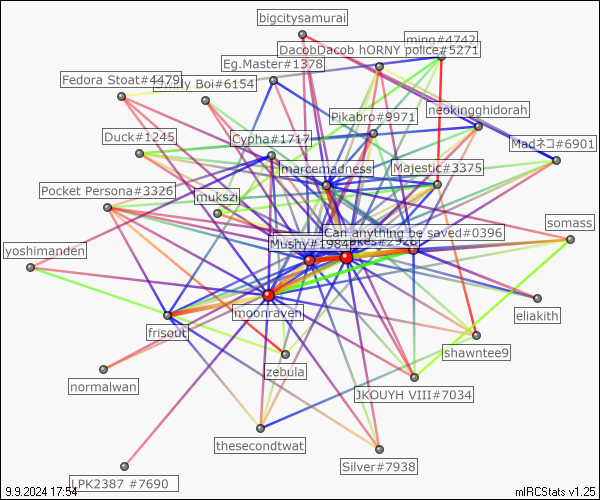 bigcitysamurai
ming#4742
DacobDacob hORNY police#5271
Eg.Master#1378
Fedora Stoat#4479
Boi#6154
neokingghidorah
Pikabro#9971
Duck#1245
Cypha#1717
Madネコ#6901
marcemadness
Majestic#3375
Pocket Persona#3326
mukszi
somass
Can anything be saved#0396
Mushy#1984
yoshimanden
moonraven
eliakith
frisout
shawntee9
zebula
normalwan
JKOUYH VIII#7034
thesecondtwat
Silver#7938
LPK2387 #7690
9.9.2024 17:54
mIRCStats v1.25